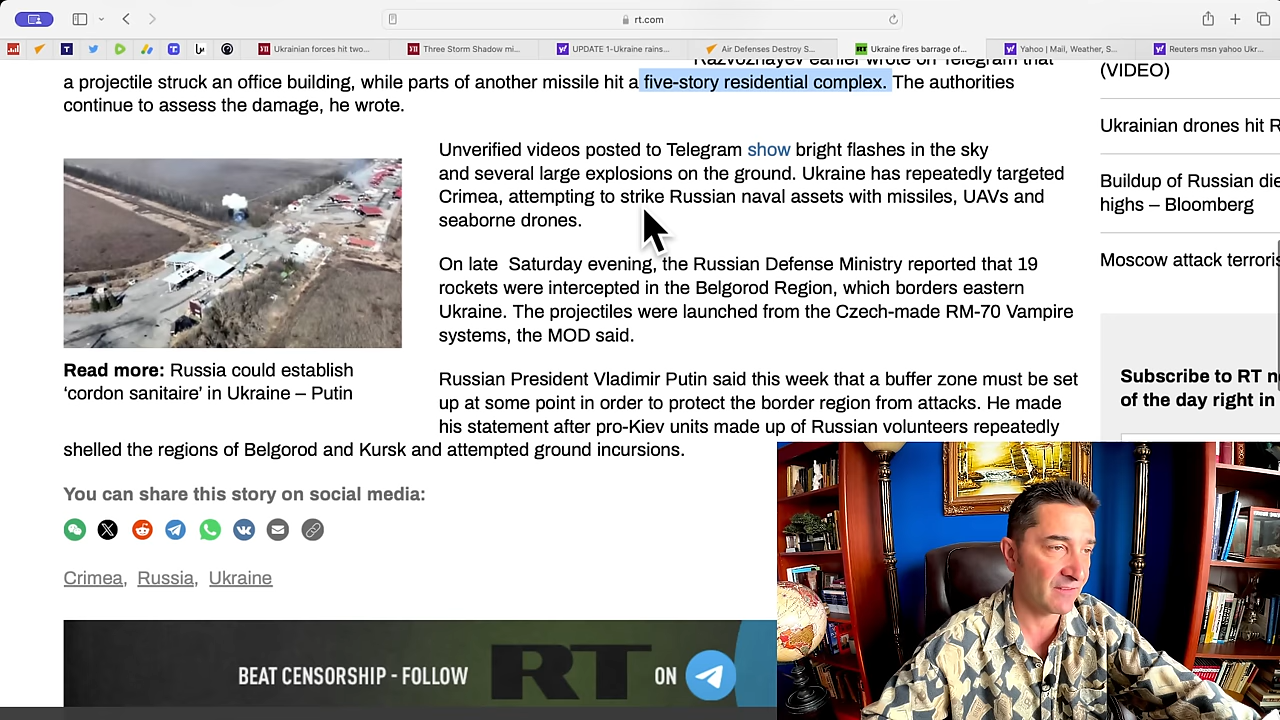 rt.com
Ukrainian forces hit two...
Three Storm Shadow mi...
UPDATE 1-Ukraine rains...
Air Defenses Destroy S...
Ukraine fires barrage of...
Yahoo | Mail, Weather, S...
Reuters msn yahoo Ukr...
Razvozhayev earlier wrote on Telegram that
a projectile struck an office building, while parts of another missile hit a five-story residential complex. The authorities
continue to assess the damage, he wrote.
Unverified videos posted to Telegram show bright flashes in the sky
and several large explosions on the ground. Ukraine has repeatedly targeted
Crimea, attempting to strike Russian naval assets with missiles, UAVs and
seaborne drones.
On late Saturday evening, the Russian Defense Ministry reported that 19
rockets were intercepted in the Belgorod Region, which borders eastern
Ukraine. The projectiles were launched from the Czech-made RM-70 Vampire
systems, the MOD said.
Read more: Russia could establish
‘cordon sanitaire’ in Ukraine – Putin
Russian President Vladimir Putin said this week that a buffer zone must be set
up at some point in order to protect the border region from attacks. He made
his statement after pro-Kiev units made up of Russian volunteers repeatedly
shelled the regions of Belgorod and Kursk and attempted ground incursions.
You can share this story on social media:
Crimea, Russia, Ukraine
BEAT CENSORSHIP - FOLLOW RT ON
(VIDEO)
Ukrainian drones hit R
Buildup of Russian die
highs – Bloomberg
Moscow attack terroris
Subscribe to RT n
of the day right in